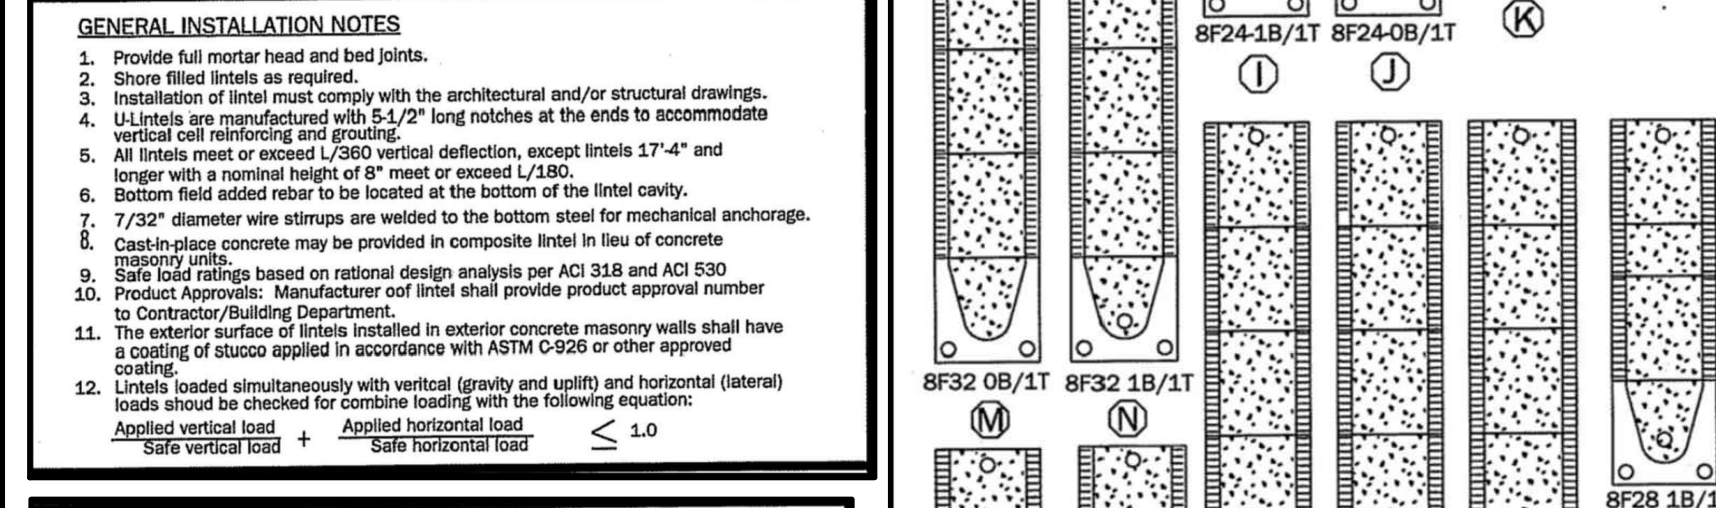 GENERAL INSTALLATION NOTES
1. Provide full mortar head and bed joints.
2. Shore filled lintels as required.
3. Installation of lintel must comply with the architectural and/or structural drawings.
4. U-Lintels are manufactured with 5-1/2" long notches at the ends to accommodate
vertical cell reinforcing and grouting.
5. All lintels meet or exceed L/360 vertical deflection, except lintels 17'-4" and
longer with a nominal height of 8" meet or exceed L/180.
6. Bottom field added rebar to be located at the bottom of the lintel cavity.
7. 7/32" diameter wire stirrups are welded to the bottom steel for mechanical anchorage.
8. Cast-in-place concrete may be provided in composite lintel in lieu of concrete
masonry units.
9. Safe load ratings based on rational design analysis per ACI 318 and ACI 530
10. Product Approvals: Manufacturer oof lintel shall provide product approval number
to Contractor/Building Department.
11. The exterior surface of lintels installed in exterior concrete masonry walls shall have
a coating of stucco applied in accordance with ASTM C-926 or other approved
coating.
12. Lintels loaded simultaneously with veritcal (gravity and uplift) and horizontal (lateral)
loads shoud be checked for combine loading with the following equation:
Applied vertical load + Applied horizontal load ≤ 1.0
Safe vertical load Safe horizontal load
8F24-1B/1T 8F24-0B/1T
K
I J
8F32 0B/1T 8F32 1B/1T
M N
8F28 1B/1